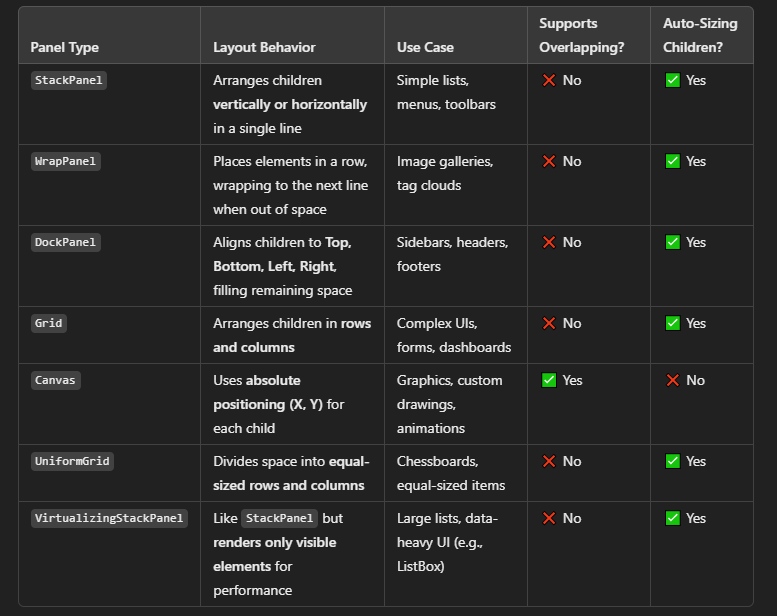 Panel Type Layout Behavior Use Case Supports Overlapping? Auto-Sizing Children?
StackPanel Arranges children Simple lists, ❌ No ✅ Yes
vertically or horizontally menus, toolbars
in a single line
WrapPanel Places elements in a row, Image galleries, ❌ No ✅ Yes
wrapping to the next line tag clouds
when out of space
DockPanel Aligns children to Top, Sidebars, headers, ❌ No ✅ Yes
Bottom, Left, Right, footers
filling remaining space
Grid Arranges children in rows Complex UIs, ❌ No ✅ Yes
and columns forms, dashboards
Canvas Uses absolute Graphics, custom ✅ Yes ❌ No
positioning (X, Y) for drawings,
each child animations
UniformGrid Divides space into equal- Chessboards, ❌ No ✅ Yes
sized rows and columns equal-sized items
VirtualizingStackPanel Like StackPanel but Large lists, data- ❌ No ✅ Yes
renders only visible heavy UI (e.g.,
elements for ListBox)
performance